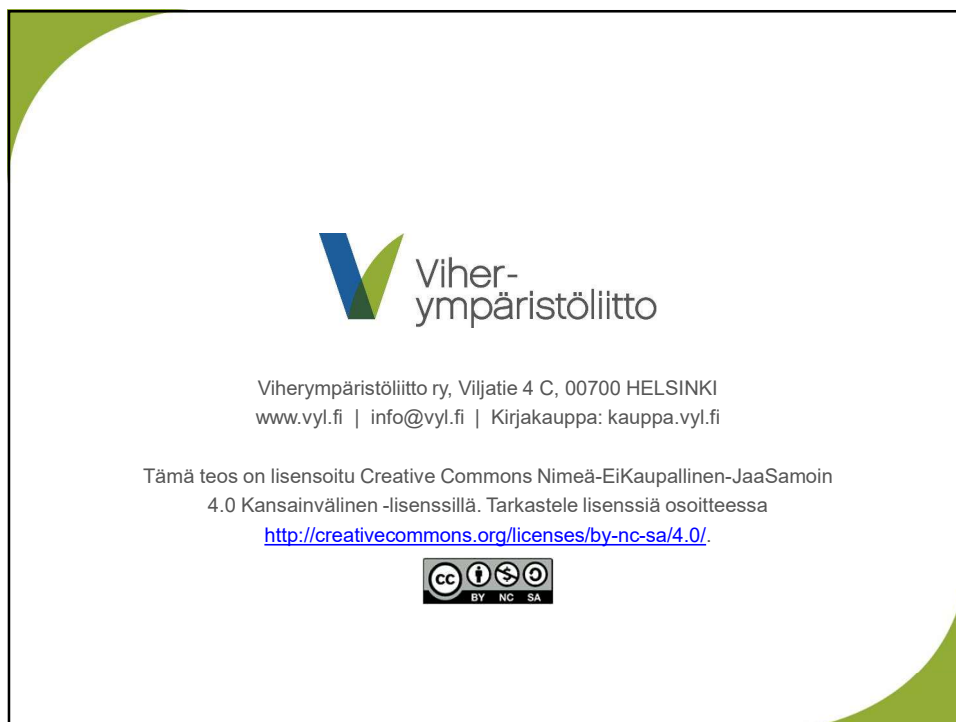 Viher-
ympäristöliitto
Viherympäristöliitto ry, Viljatie 4 C, 00700 HELSINKI
www.vyl.fi | info@vyl.fi | Kirjakauppa: kauppa.vyl.fi
Tämä teos on lisensoitu Creative Commons Nimeä-EiKaupallinen-JaaSamoin
4.0 Kansainvälinen -lisenssillä. Tarkastele lisenssiä osoitteessa
http://creativecommons.org/licenses/by-nc-sa/4.0/.
cc
BY NC SA